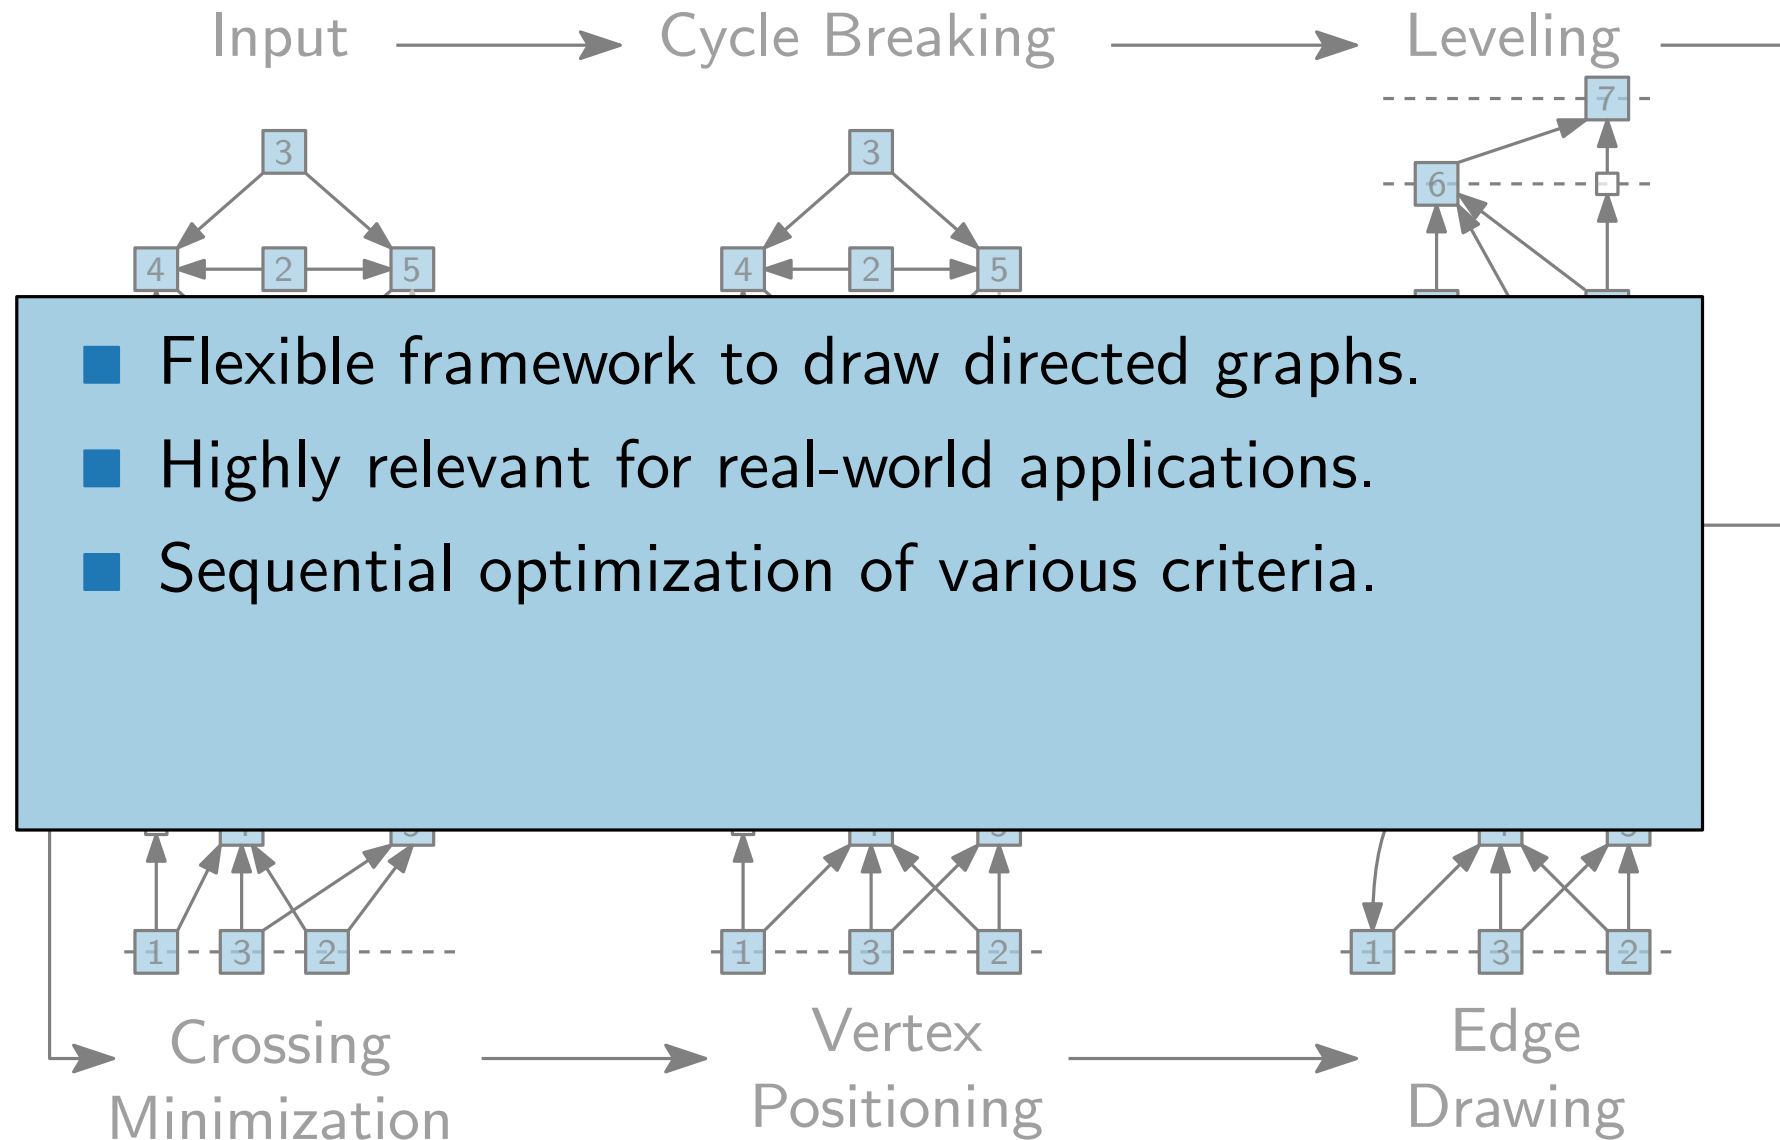 Input
Cycle Breaking
Leveling
7
3
3
6
4 2 5
4 2 5
Flexible framework to draw directed graphs.
Highly relevant for real-world applications.
Sequential optimization of various criteria.
1 3 2
1 3 2
1 3 2
Crossing
Minimization
Vertex
Positioning
Edge
Drawing